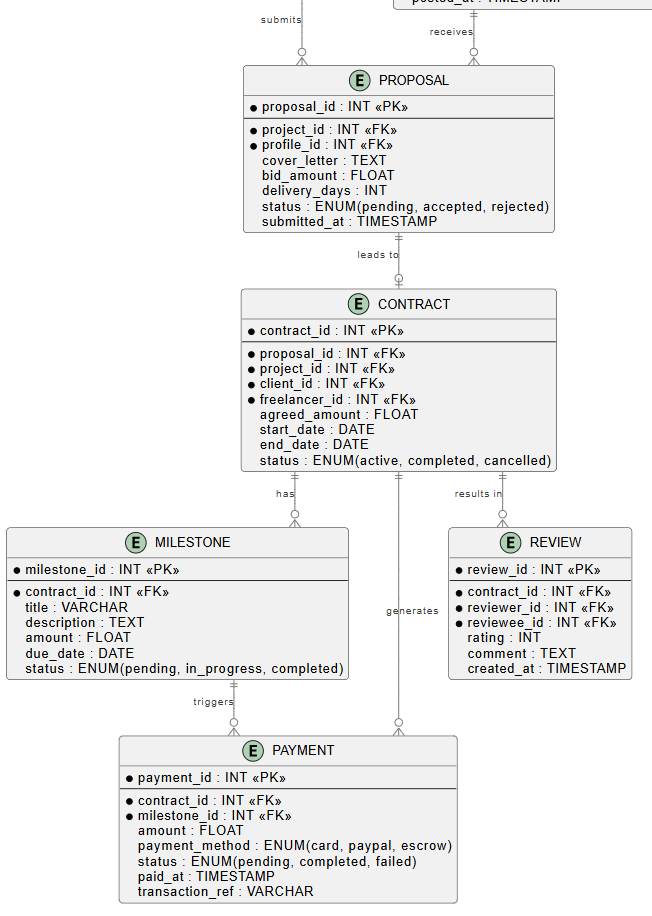 posted_at : TIMESTAMP
submits
receives
E PROPOSAL
proposal_id : INT «PK»
project_id : INT «FK»
profile_id : INT «FK»
cover_letter : TEXT
bid_amount : FLOAT
delivery_days : INT
status : ENUM(pending, accepted, rejected)
submitted_at : TIMESTAMP
leads to
E CONTRACT
contract_id : INT «PK»
proposal_id : INT «FK»
project_id : INT «FK»
client_id : INT «FK»
freelancer_id : INT «FK»
agreed_amount : FLOAT
start_date : DATE
end_date : DATE
status : ENUM(active, completed, cancelled)
has
results in
E MILESTONE
milestone_id : INT «PK»
contract_id : INT «FK»
title : VARCHAR
description : TEXT
amount : FLOAT
due_date : DATE
status : ENUM(pending, in_progress, completed)
generates
E REVIEW
review_id : INT «PK»
contract_id : INT «FK»
reviewer_id : INT «FK»
reviewee_id : INT «FK»
rating : INT
comment : TEXT
created_at : TIMESTAMP
triggers
E PAYMENT
payment_id : INT «PK»
contract_id : INT «FK»
milestone_id : INT «FK»
amount : FLOAT
payment_method : ENUM(card, paypal, escrow)
status : ENUM(pending, completed, failed)
paid_at : TIMESTAMP
transaction_ref : VARCHAR